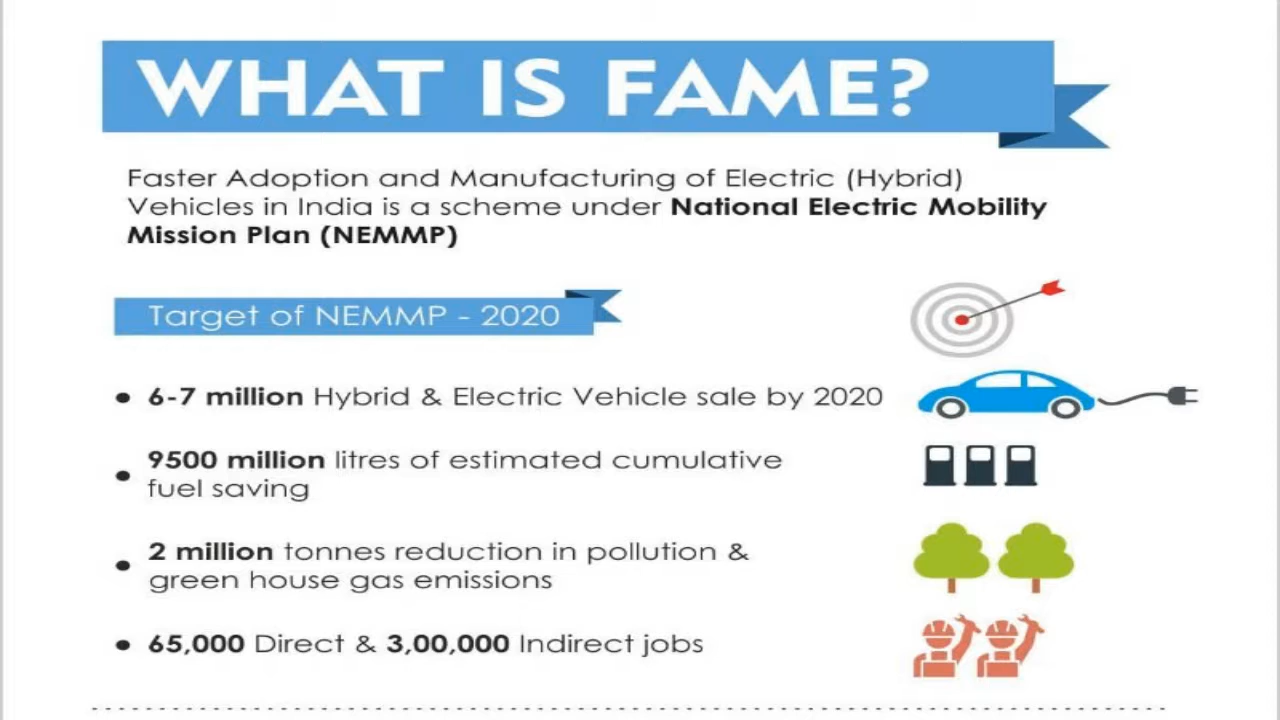 WHAT IS FAME?
Faster Adoption and Manufacturing of Electric (Hybrid)
Vehicles in India is a scheme under National Electric Mobility
Mission Plan (NEMMP)
Target of NEMMP - 2020
• 6-7 million Hybrid & Electric Vehicle sale by 2020
• 9500 million litres of estimated cumulative
fuel saving
• 2 million tonnes reduction in pollution &
green house gas emissions
• 65,000 Direct & 3,00,000 Indirect jobs